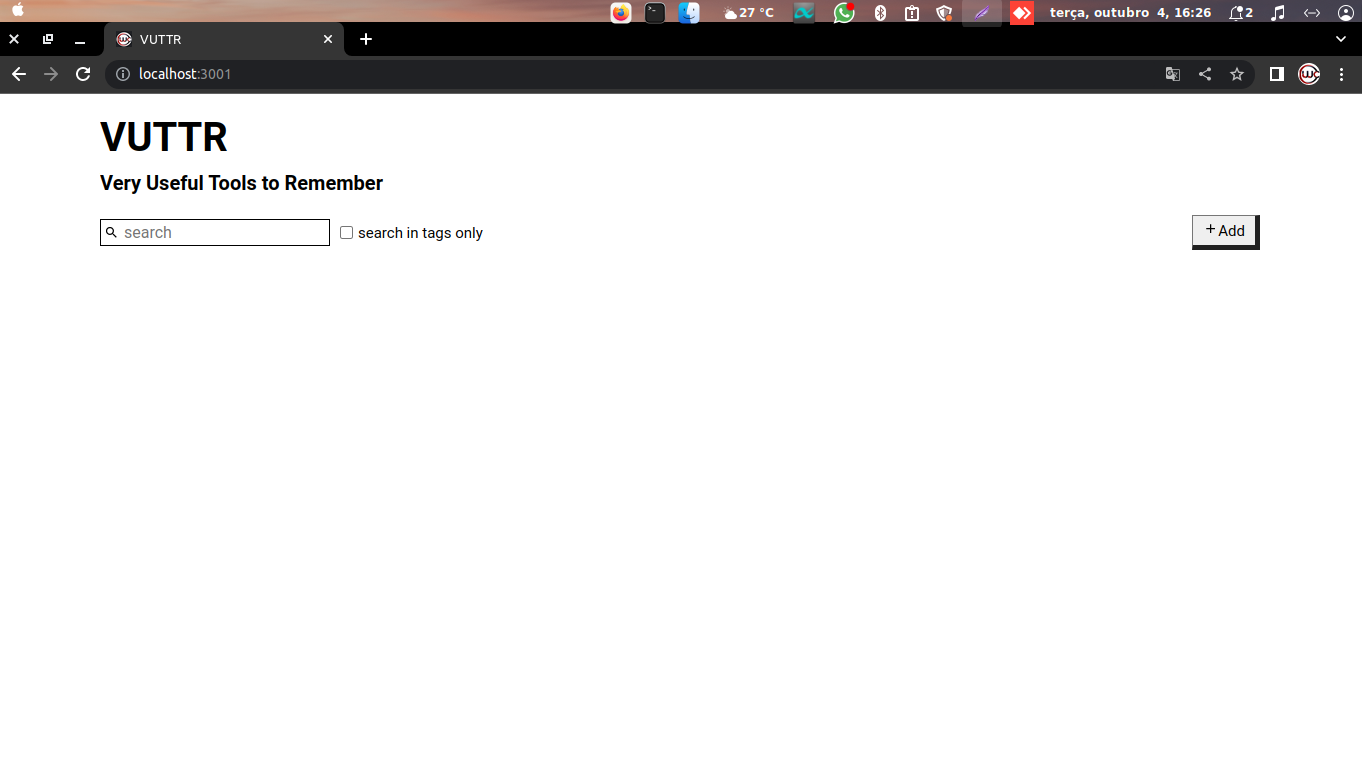 27 °C
terça, outubro 4, 16:26
2
VUTTR
localhost:3001
VUTTR
Very Useful Tools to Remember
search
search in tags only
+ Add